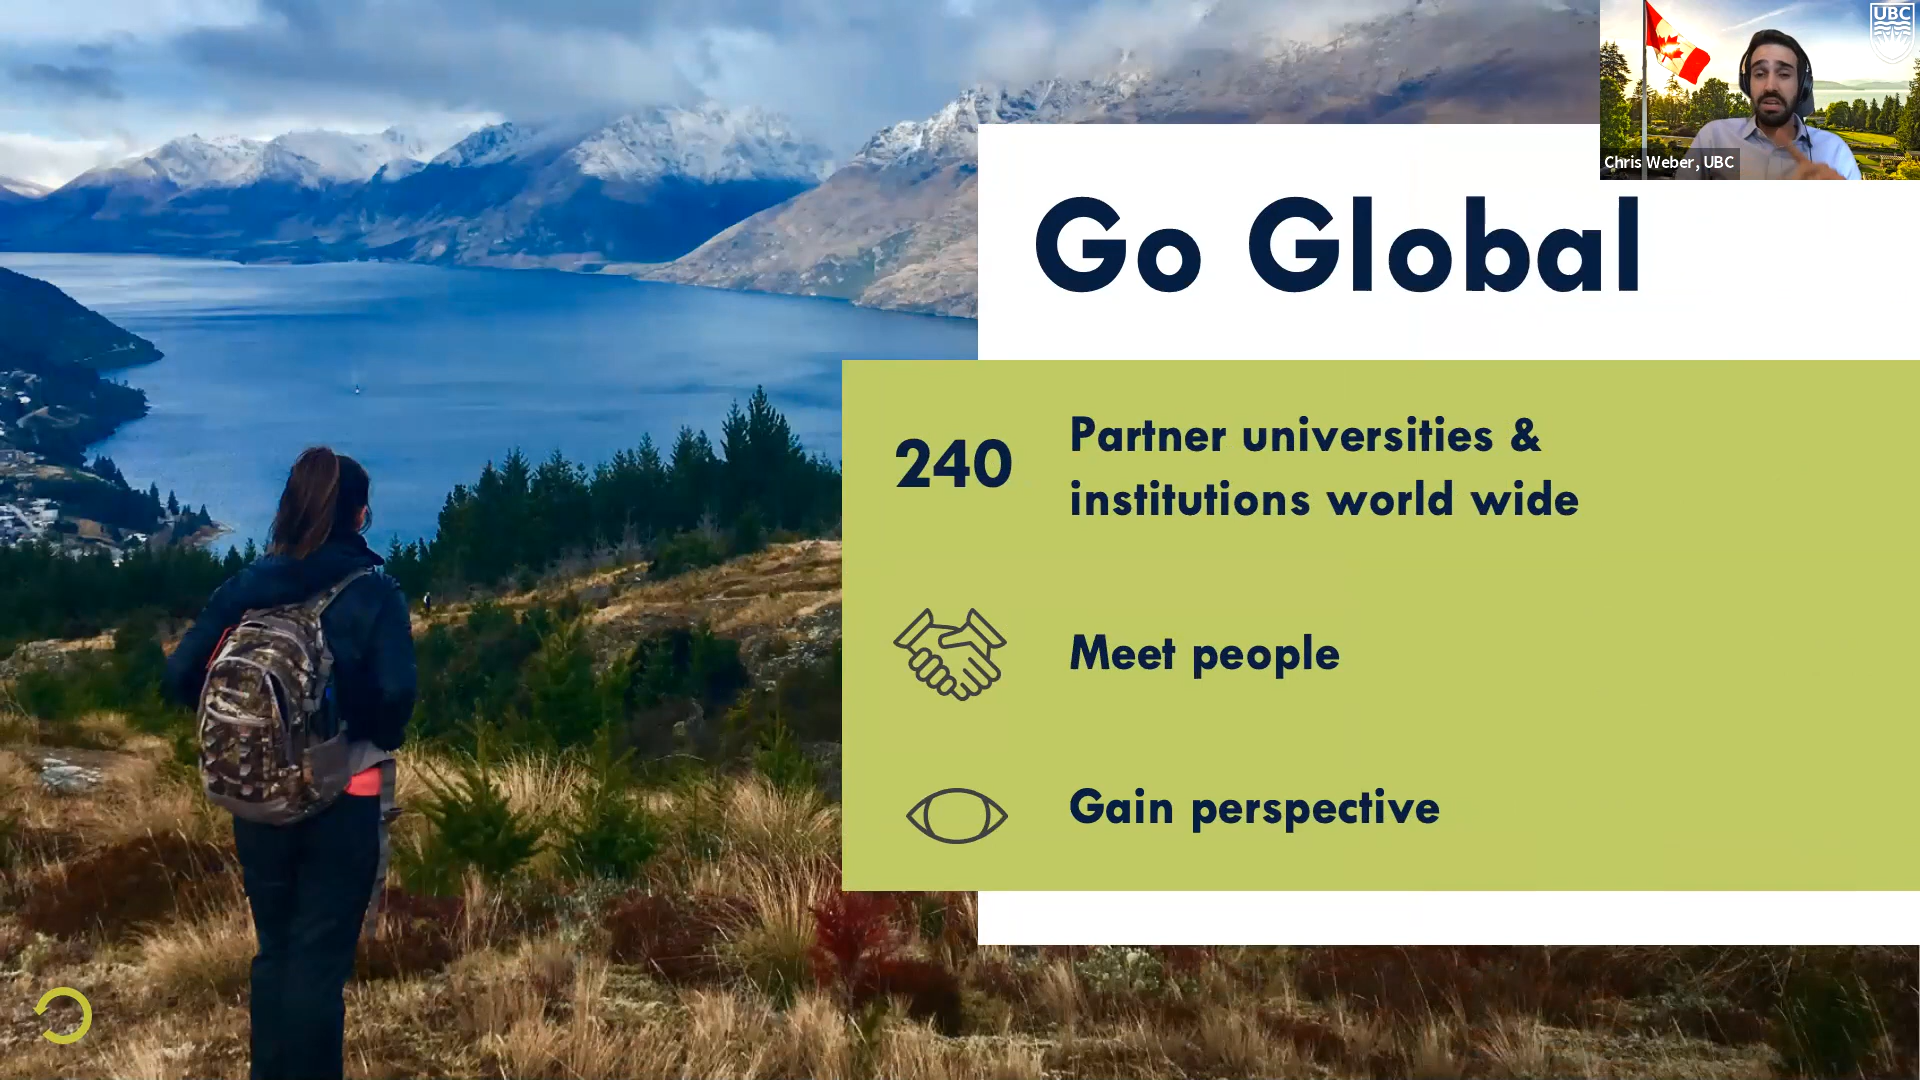 UBC
Chris Weber, UBC
Go Global
240
Partner universities &
institutions world wide
Meet people
Gain perspective